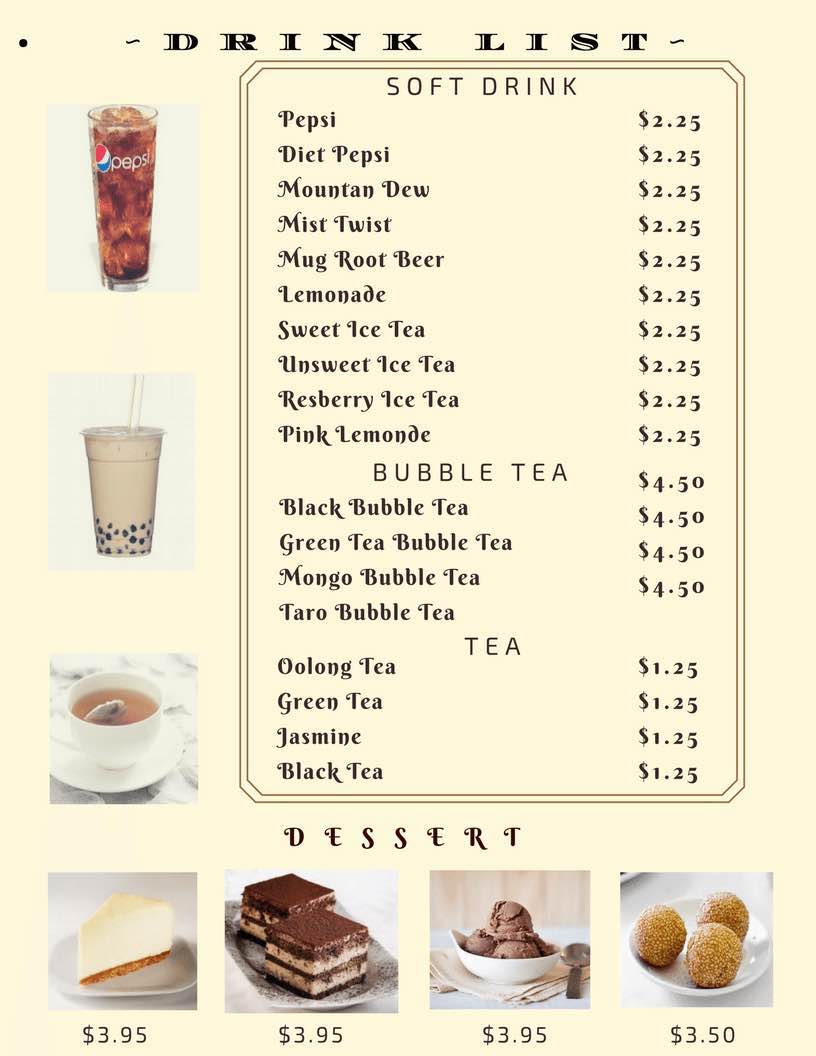 ~DRINK LIST~
SOFT DRINK
pepsi
Pepsi $2.25
Diet Pepsi $2.25
Mountan Dew $2.25
Mist Twist $2.25
Mug Root Beer $2.25
Lemonade $2.25
Sweet Ice Tea $2.25
Unsweet Ice Tea $2.25
Resberry Ice Tea $2.25
Pink Lemonde $2.25
BUBBLE TEA $4.50
Black Bubble Tea $4.50
Green Tea Bubble Tea $4.50
Mongo Bubble Tea $4.50
Taro Bubble Tea
TEA
Oolong Tea $1.25
Green Tea $1.25
Jasmine $1.25
Black Tea $1.25
DESSERT
$3.95 $3.95 $3.95 $3.50